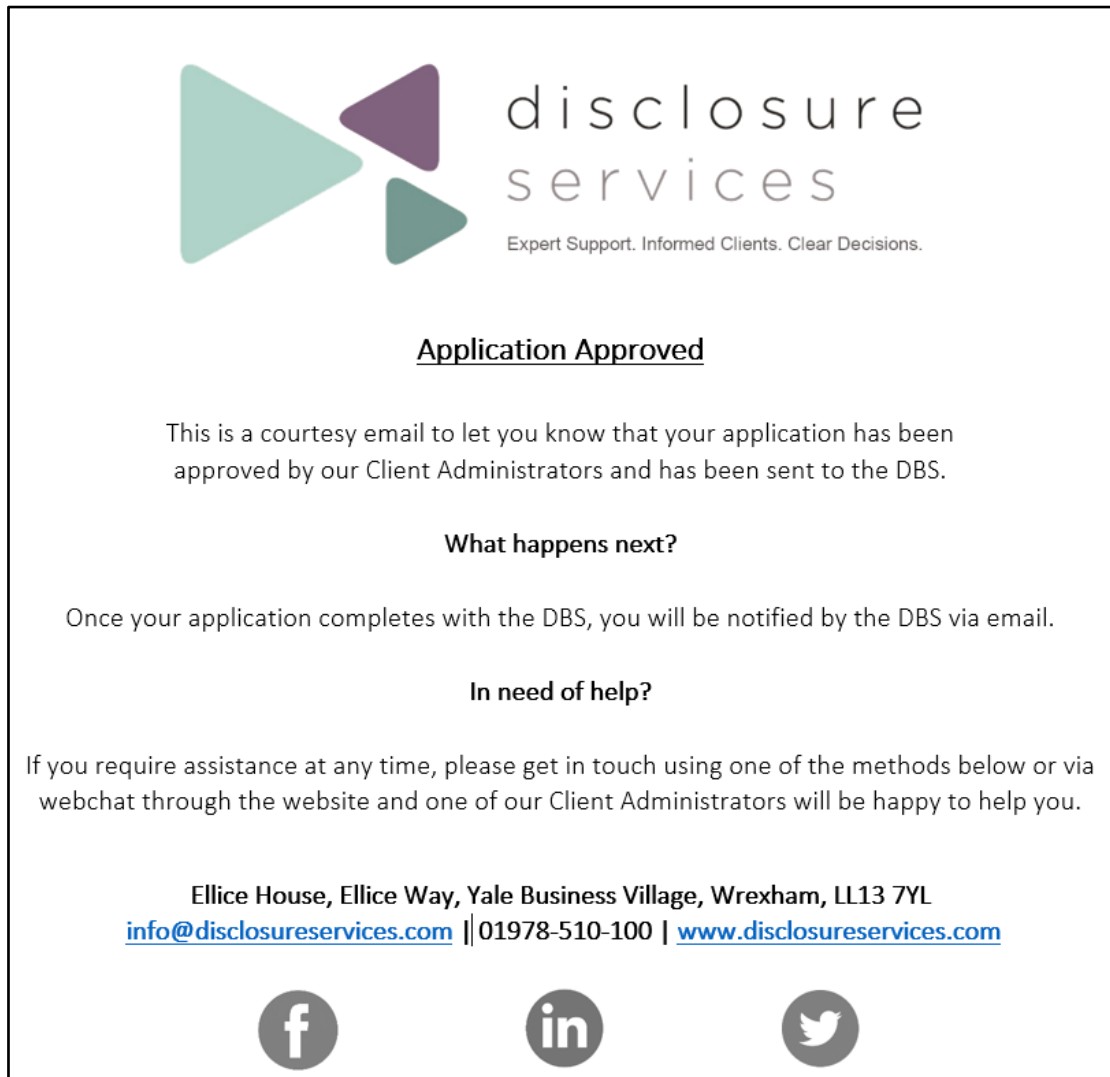 disclosure
services
Expert Support. Informed Clients. Clear Decisions.
Application Approved
This is a courtesy email to let you know that your application has been
approved by our Client Administrators and has been sent to the DBS.
What happens next?
Once your application completes with the DBS, you will be notified by the DBS via email.
In need of help?
If you require assistance at any time, please get in touch using one of the methods below or via
webchat through the website and one of our Client Administrators will be happy to help you.
Ellice House, Ellice Way, Yale Business Village, Wrexham, LL13 7YL
info@disclosureservices.com | 01978-510-100 | www.disclosureservices.com
f in